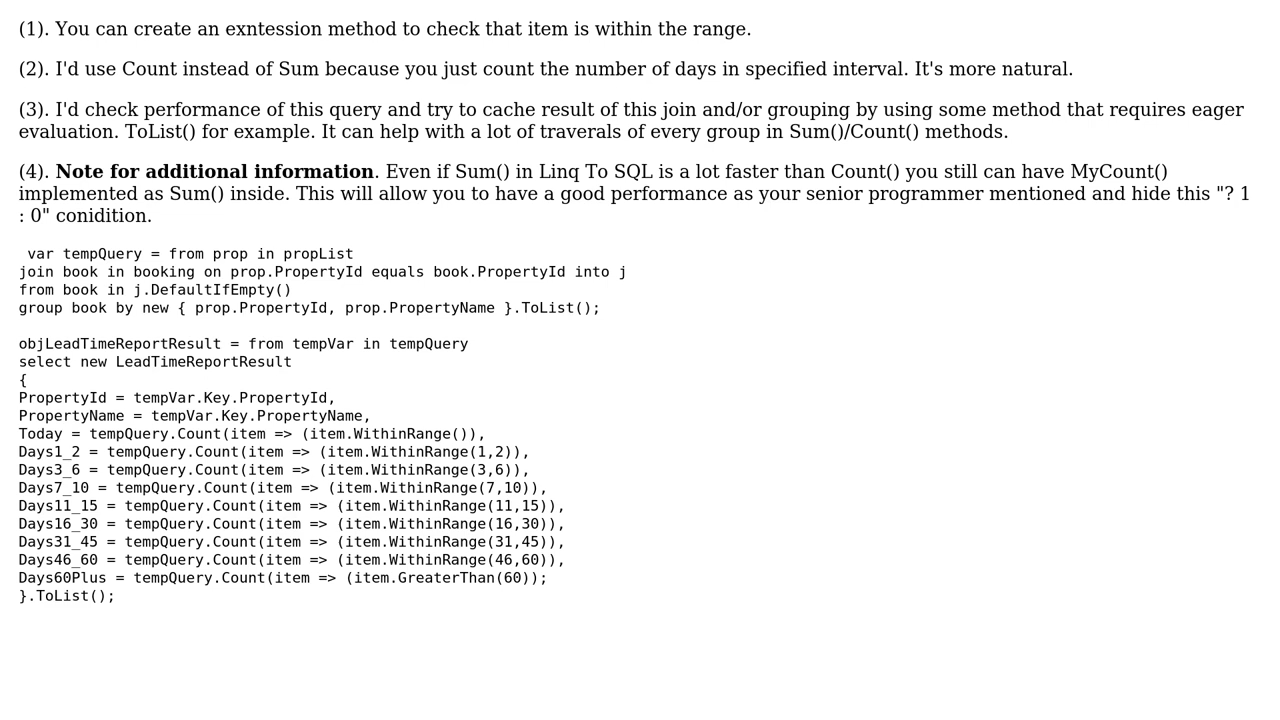 (1). You can create an exntession method to check that item is within the range.
(2). I'd use Count instead of Sum because you just count the number of days in specified interval. It's more natural.
(3). I'd check performance of this query and try to cache result of this join and/or grouping by using some method that requires eager
evaluation. ToList() for example. It can help with a lot of traverals of every group in Sum()/Count() methods.
(4). Note for additional information. Even if Sum() in Linq To SQL is a lot faster than Count() you still can have MyCount()
implemented as Sum() inside. This will allow you to have a good performance as your senior programmer mentioned and hide this "? 1
: 0" conidition.
var tempQuery = from prop in propList
join book in booking on prop.PropertyId equals book.PropertyId into j
from book in j.DefaultIfEmpty()
group book by new { prop.PropertyId, prop.PropertyName }.ToList();
objLeadTimeReportResult = from tempVar in tempQuery
select new LeadTimeReportResult
{
PropertyId = tempVar.Key.PropertyId,
PropertyName = tempVar.Key.PropertyName,
Today = tempQuery.Count(item => (item.WithinRange()),
Days1_2 = tempQuery.Count(item => (item.WithinRange(1,2)),
Days3_6 = tempQuery.Count(item => (item.WithinRange(3,6)),
Days7_10 = tempQuery.Count(item => (item.WithinRange(7,10)),
Days11_15 = tempQuery.Count(item => (item.WithinRange(11,15)),
Days16_30 = tempQuery.Count(item => (item.WithinRange(16,30)),
Days31_45 = tempQuery.Count(item => (item.WithinRange(31,45)),
Days46_60 = tempQuery.Count(item => (item.WithinRange(46,60)),
Days60Plus = tempQuery.Count(item => (item.GreaterThan(60));
}.ToList();